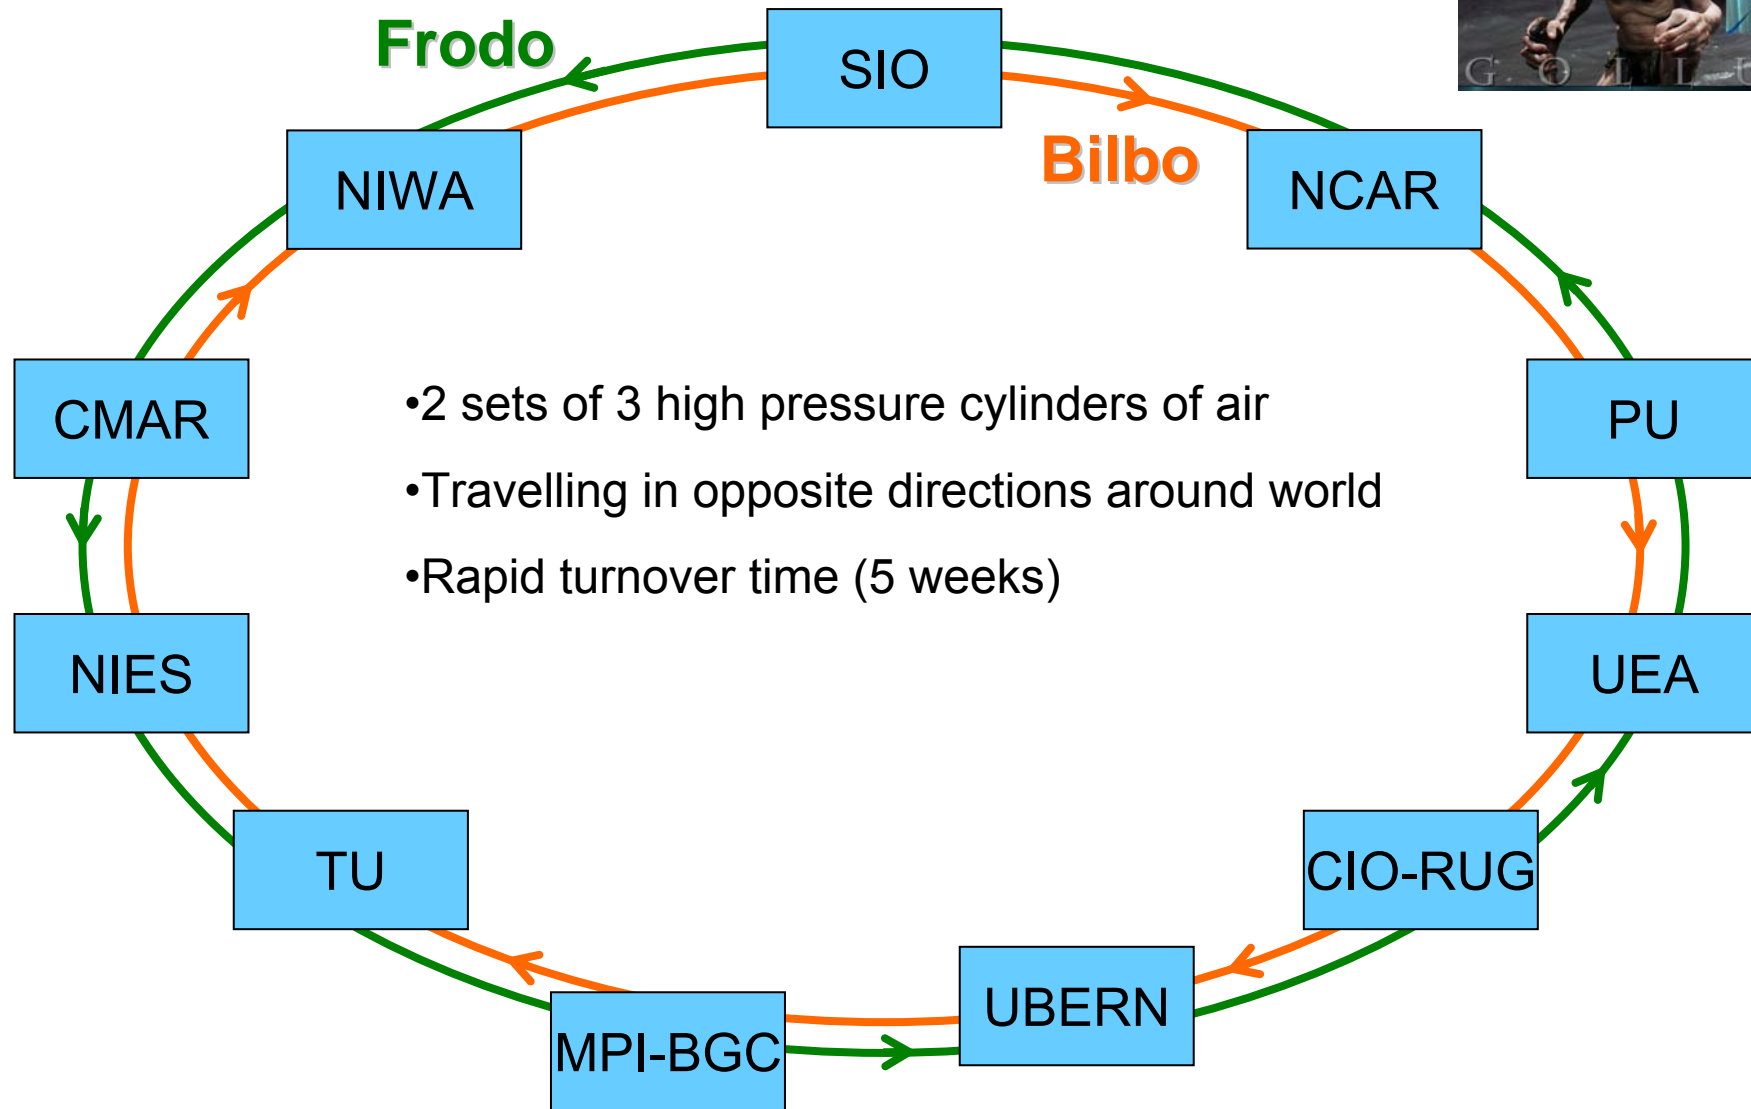 Frodo
SIO
G O L L U
Bilbo
NIWA
NCAR
CMAR
•2 sets of 3 high pressure cylinders of air
PU
•Travelling in opposite directions around world
•Rapid turnover time (5 weeks)
NIES
UEA
TU
CIO-RUG
UBERN
MPI-BGC